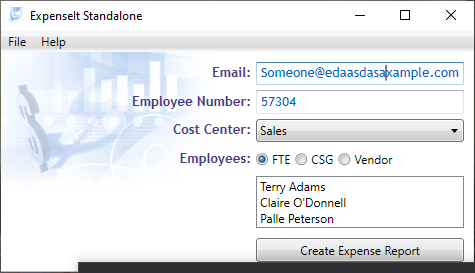 ExpenseIt Standalone
File Help
Email: Someone@edaasdasaxample.com
Employee Number: 57304
Cost Center: Sales
Employees: FTE CSG Vendor
Terry Adams
Claire O'Donnell
Palle Peterson
Create Expense Report